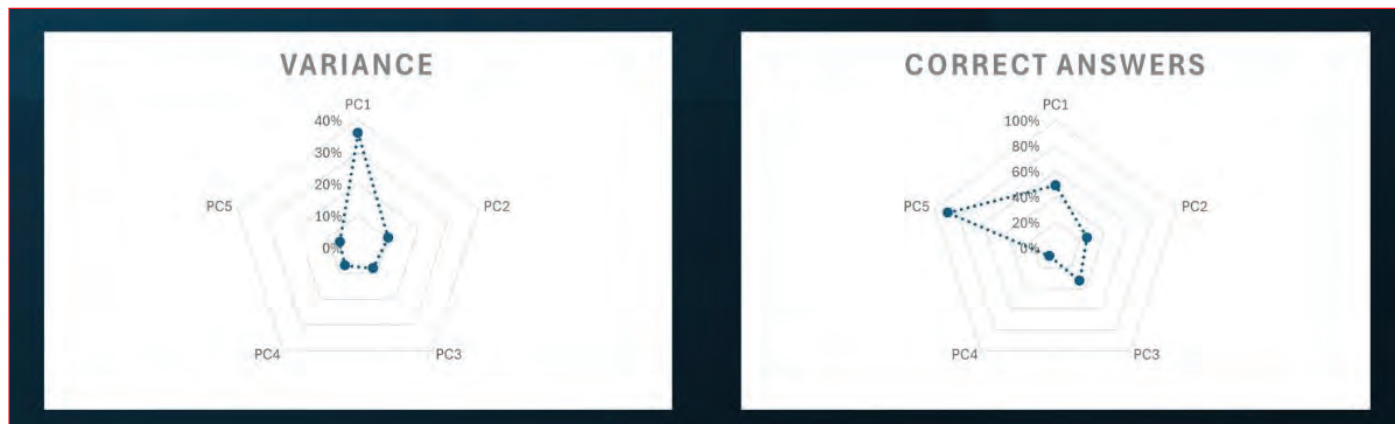 VARIANCE
PC1
40%
30%
20%
10%
0%
PC2
PC3
PC4
PC5
CORRECT ANSWERS
PC1
100%
80%
60%
40%
20%
0%
PC2
PC3
PC4
PC5